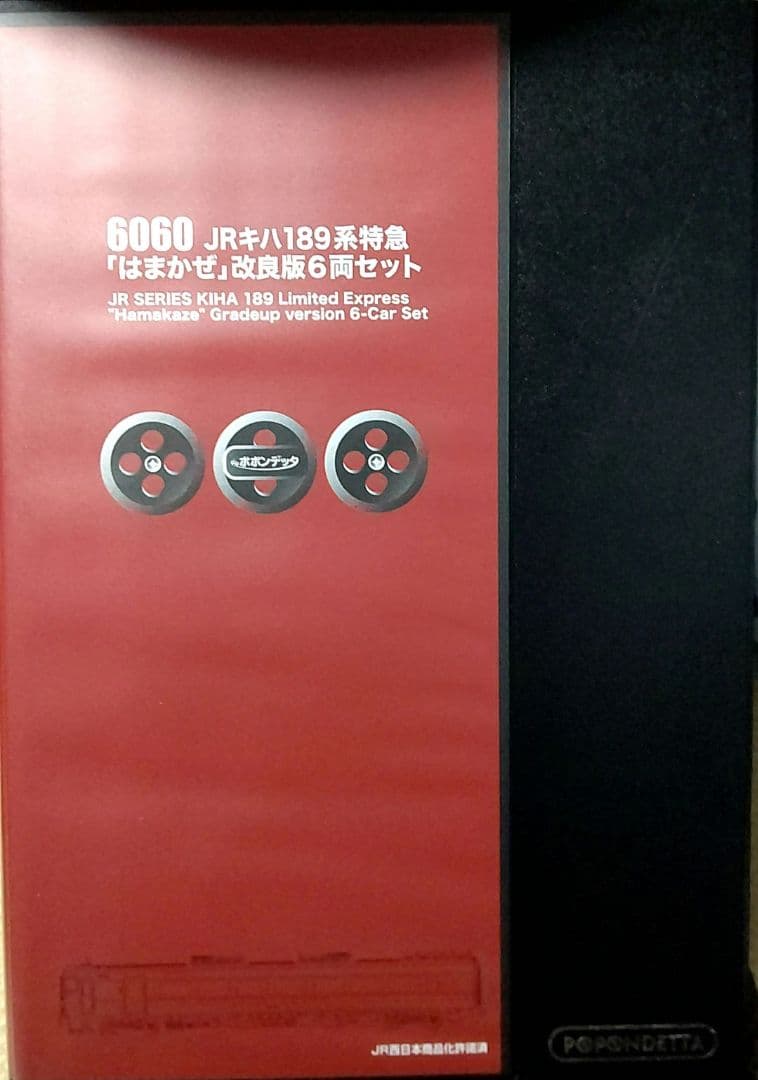 6060 JRキハ189系特急
「はまかぜ」改良版6両セット
JR SERIES KIHA 189 Limited Express
"Hamakaze" Gradeup version 6-Car Set
ポポンデッタ
JR西日本商品化許諾済
POPONDETTA